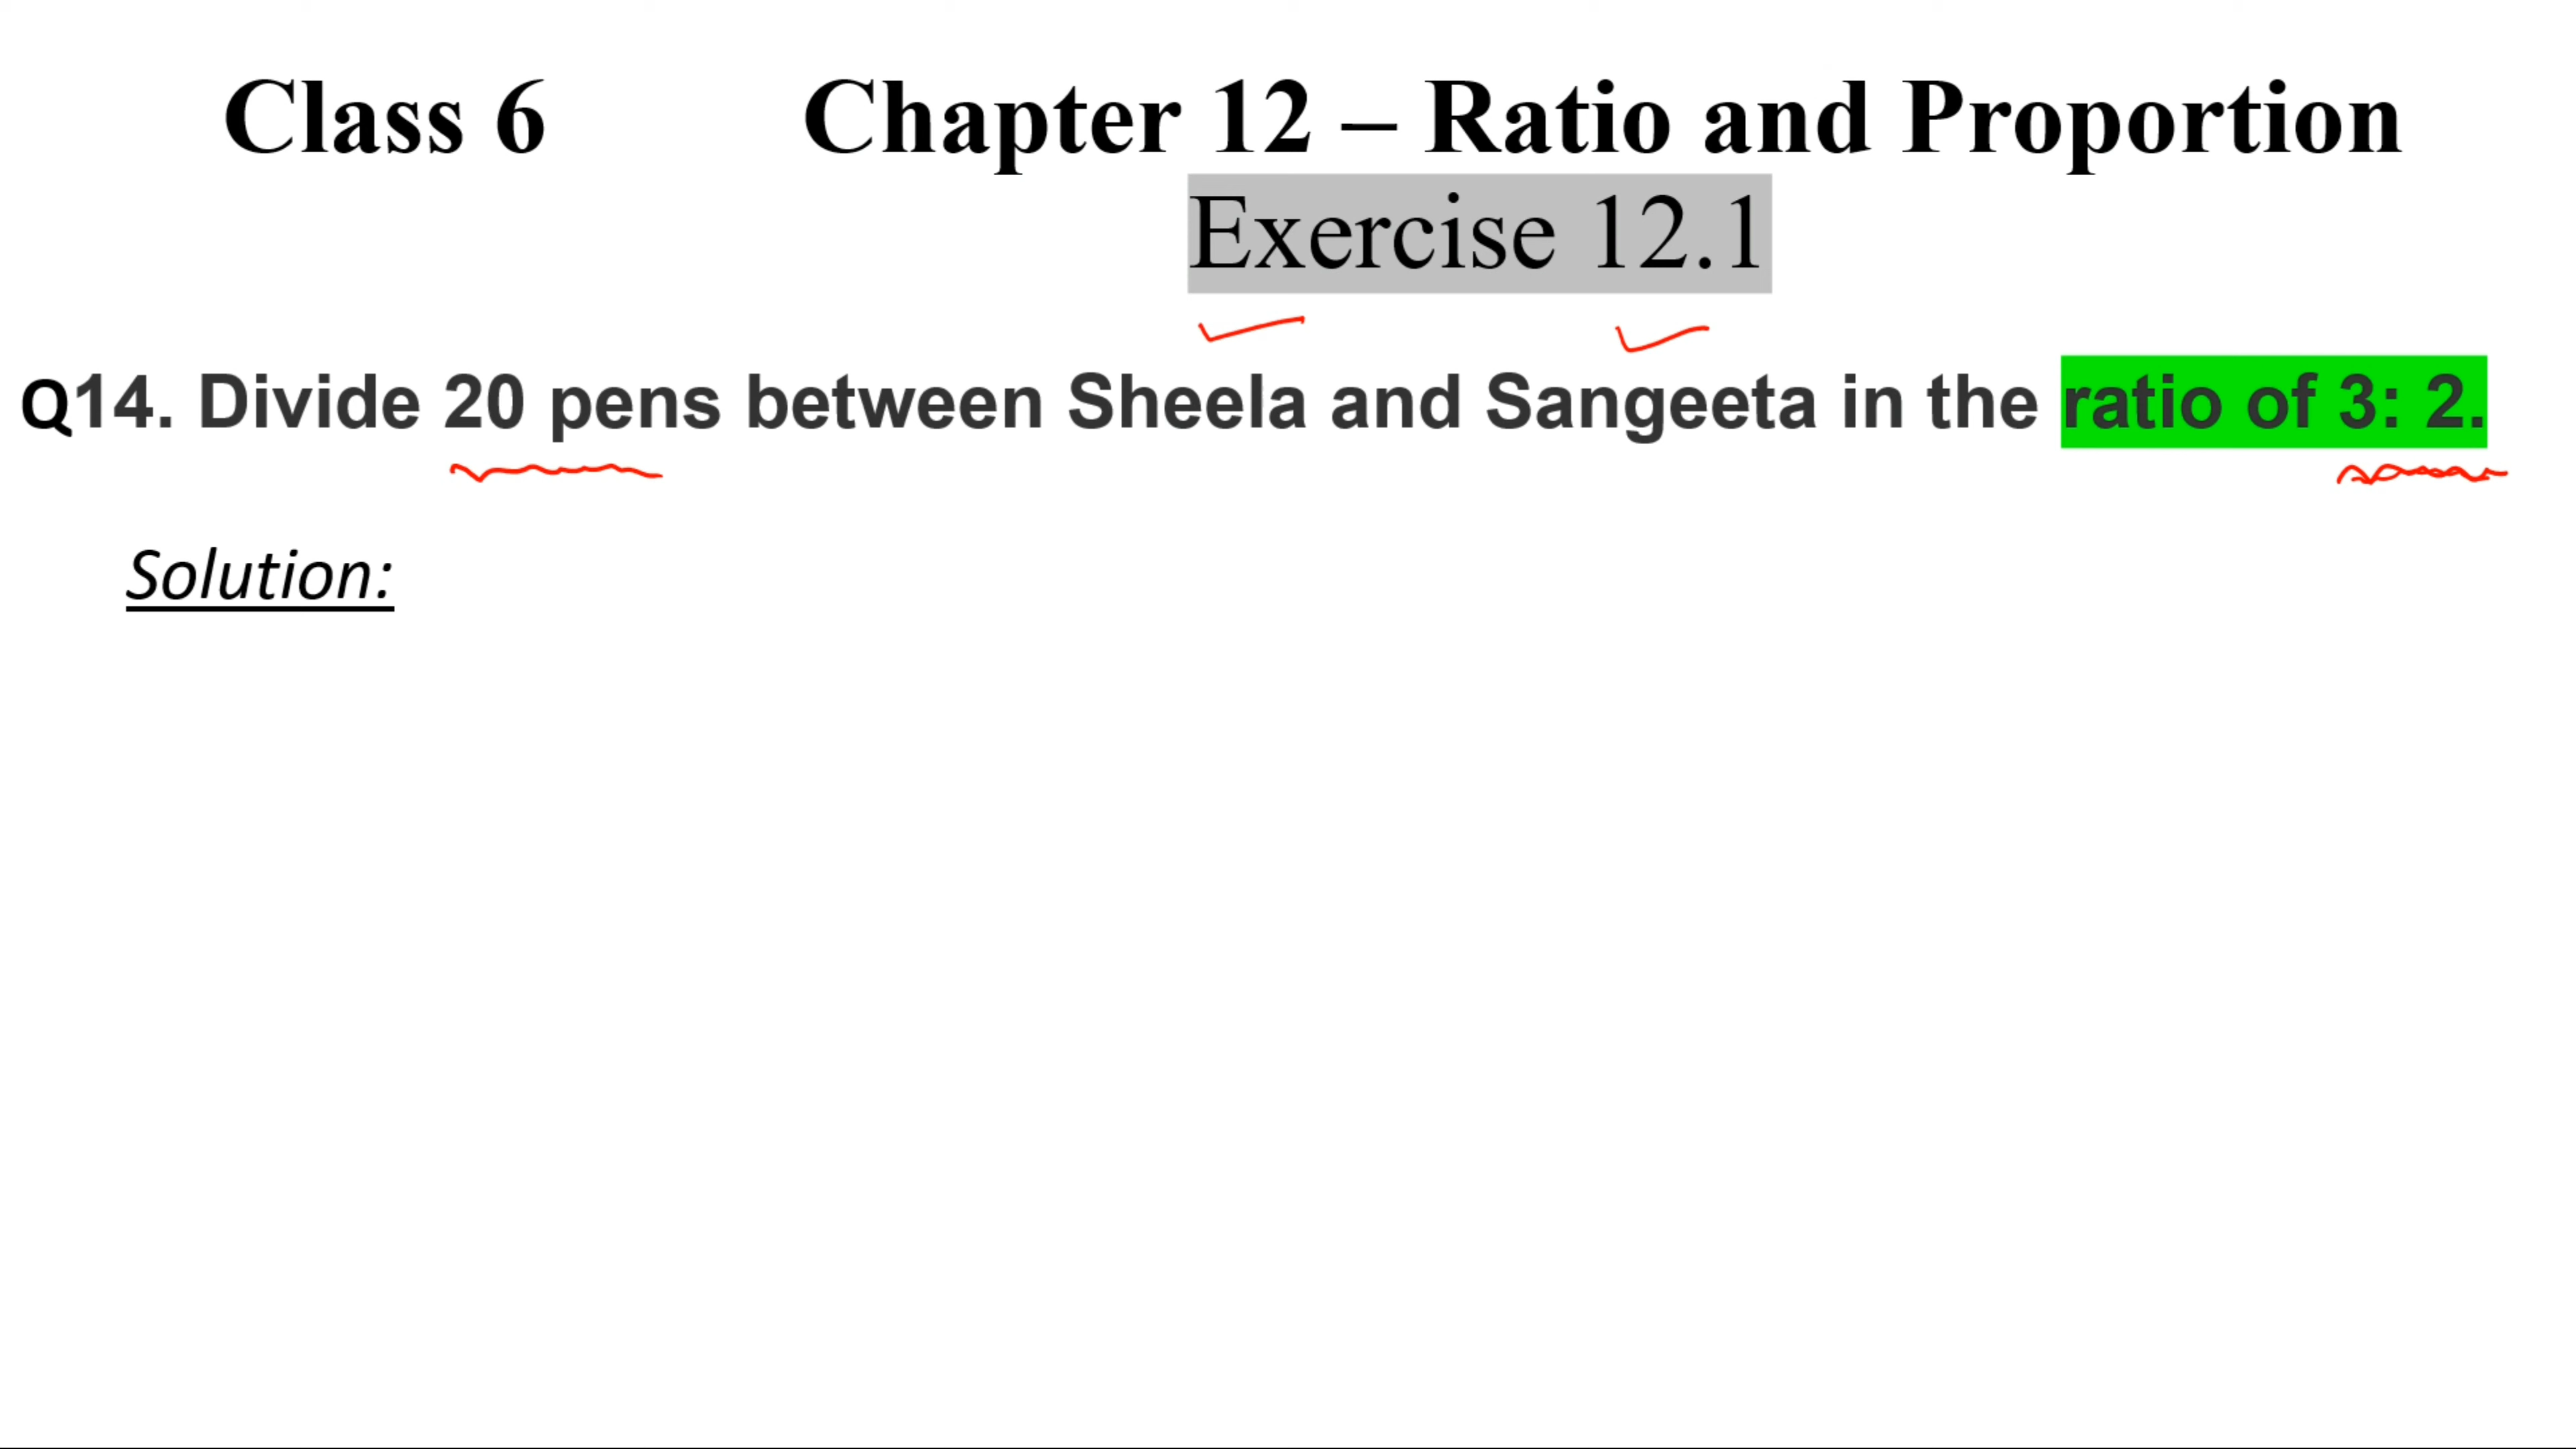 Class 6 Chapter 12 – Ratio and Proportion
Exercise 12.1
Q14. Divide 20 pens between Sheela and Sangeeta in the ratio of 3: 2.
Solution: